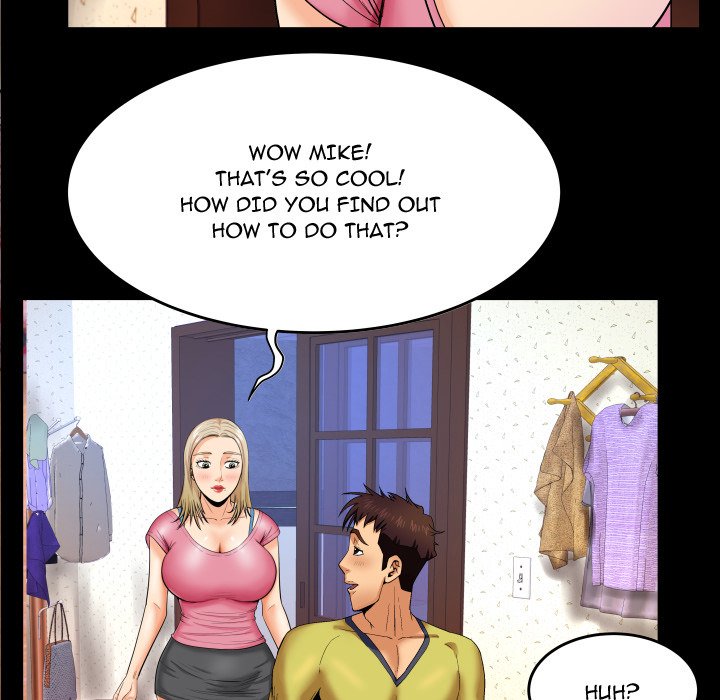 WOW MIKE!
THAT'S SO COOL!
HOW DID YOU FIND OUT
HOW TO DO THAT?
HUH?